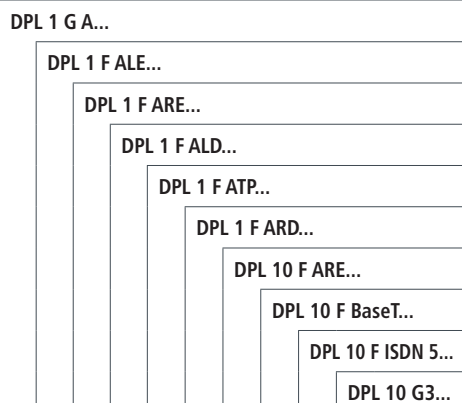 DPL 1 G A...
DPL 1 F ALE...
DPL 1 F ARE...
DPL 1 F ALD...
DPL 1 F ATP...
DPL 1 F ARD...
DPL 10 F ARE...
DPL 10 F BaseT...
DPL 10 F ISDN 5...
DPL 10 G3...